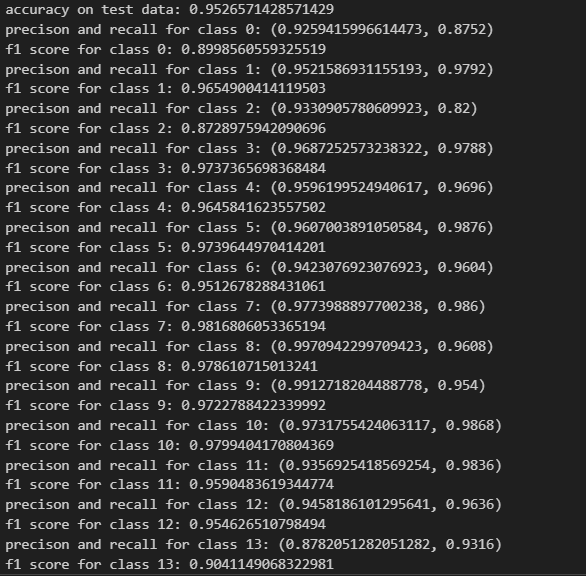 accuracy on test data: 0.9526571428571429
precison and recall for class 0: (0.9259415996614473, 0.8752)
f1 score for class 0: 0.8998560559325519
precison and recall for class 1: (0.9521586931155193, 0.9792)
f1 score for class 1: 0.9654900414119503
precison and recall for class 2: (0.9330905780609923, 0.82)
f1 score for class 2: 0.8728975942090696
precison and recall for class 3: (0.9687252573238322, 0.9788)
f1 score for class 3: 0.9737365698368484
precison and recall for class 4: (0.9596199524940617, 0.9696)
f1 score for class 4: 0.9645841623557502
precison and recall for class 5: (0.9607003891050584, 0.9876)
f1 score for class 5: 0.9739644970414201
precison and recall for class 6: (0.9423076923076923, 0.9604)
f1 score for class 6: 0.9512678288431061
precison and recall for class 7: (0.9773988897700238, 0.986)
f1 score for class 7: 0.9816806053365194
precison and recall for class 8: (0.9970942299709423, 0.9608)
f1 score for class 8: 0.978610715013241
precison and recall for class 9: (0.9912718204488778, 0.954)
f1 score for class 9: 0.9722788422339992
precison and recall for class 10: (0.9731755424063117, 0.9868)
f1 score for class 10: 0.9799404170804369
precison and recall for class 11: (0.9356925418569254, 0.9836)
f1 score for class 11: 0.9590483619344774
precison and recall for class 12: (0.9458186101295641, 0.9636)
f1 score for class 12: 0.954626510798494
precison and recall for class 13: (0.8782051282051282, 0.9316)
f1 score for class 13: 0.9041149068322981